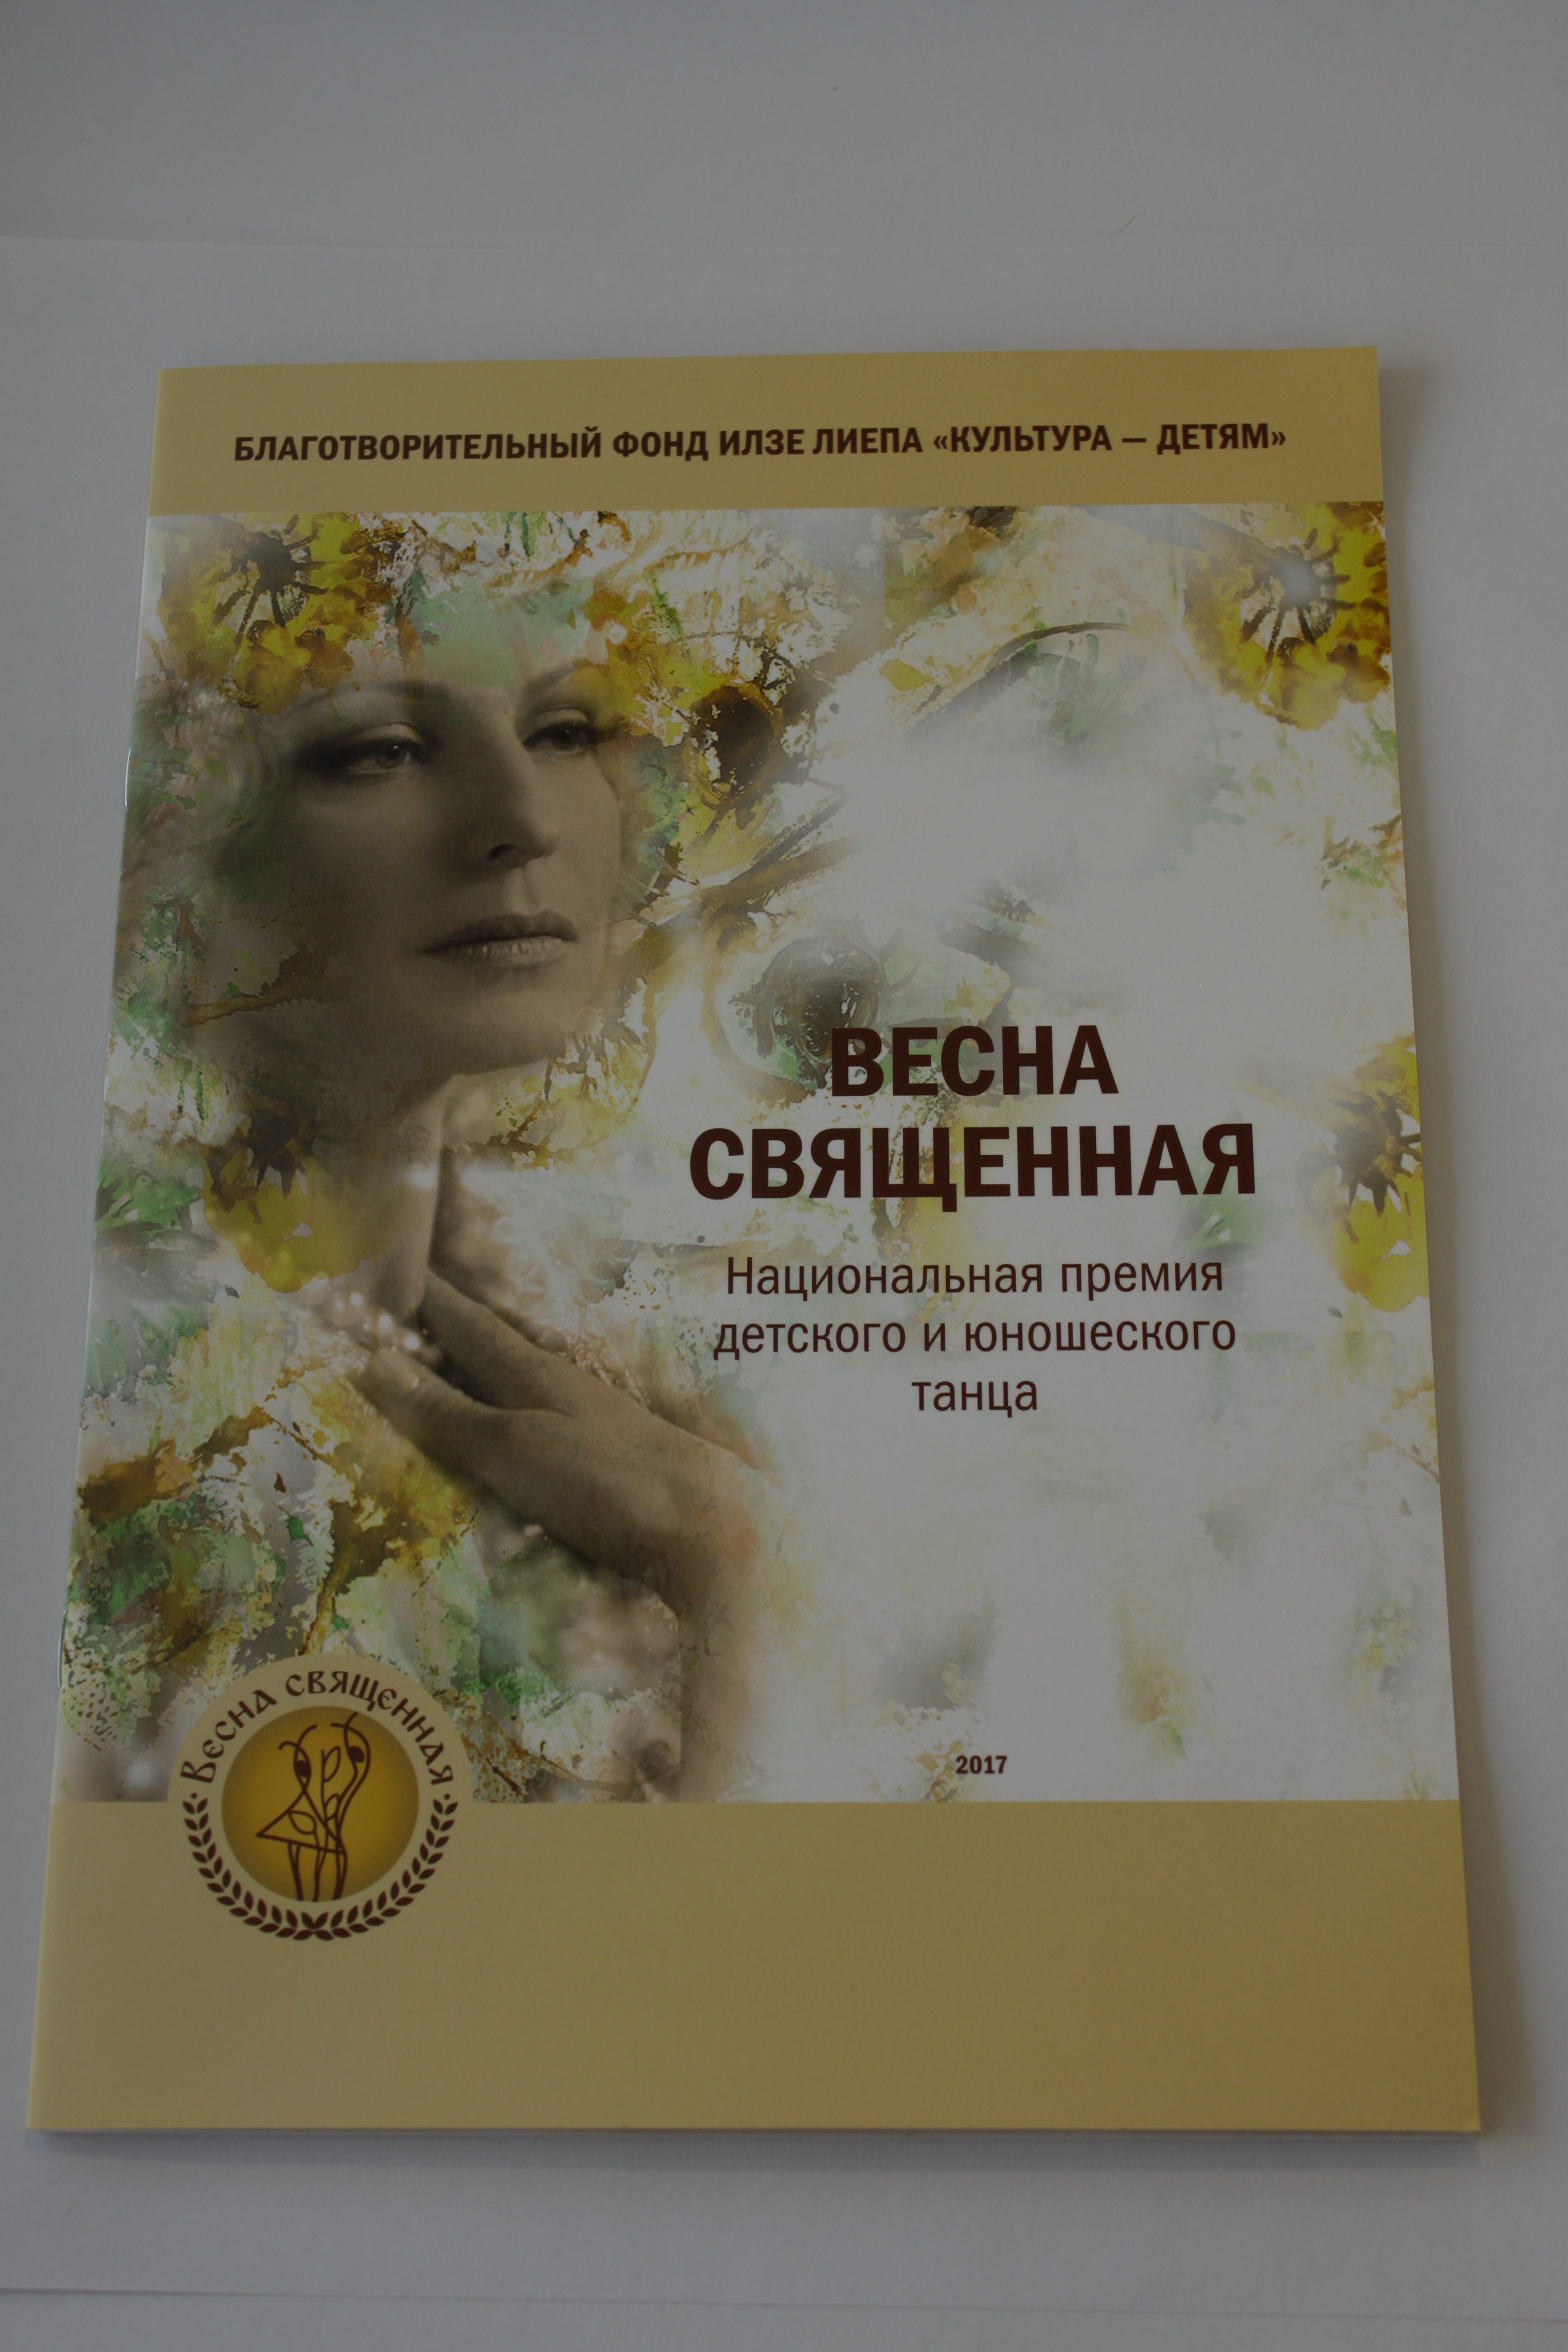 БЛАГОТВОРИТЕЛЬНЫЙ ФОНД ИЛЗЕ ЛИЕПА «КУЛЬТУРА — ДЕТЯМ»
ВЕСНА
СВЯЩЕННАЯ
Национальная премия
детского и юношеского
танца
2017
ВЕСНА СВЯЩЕННАЯ